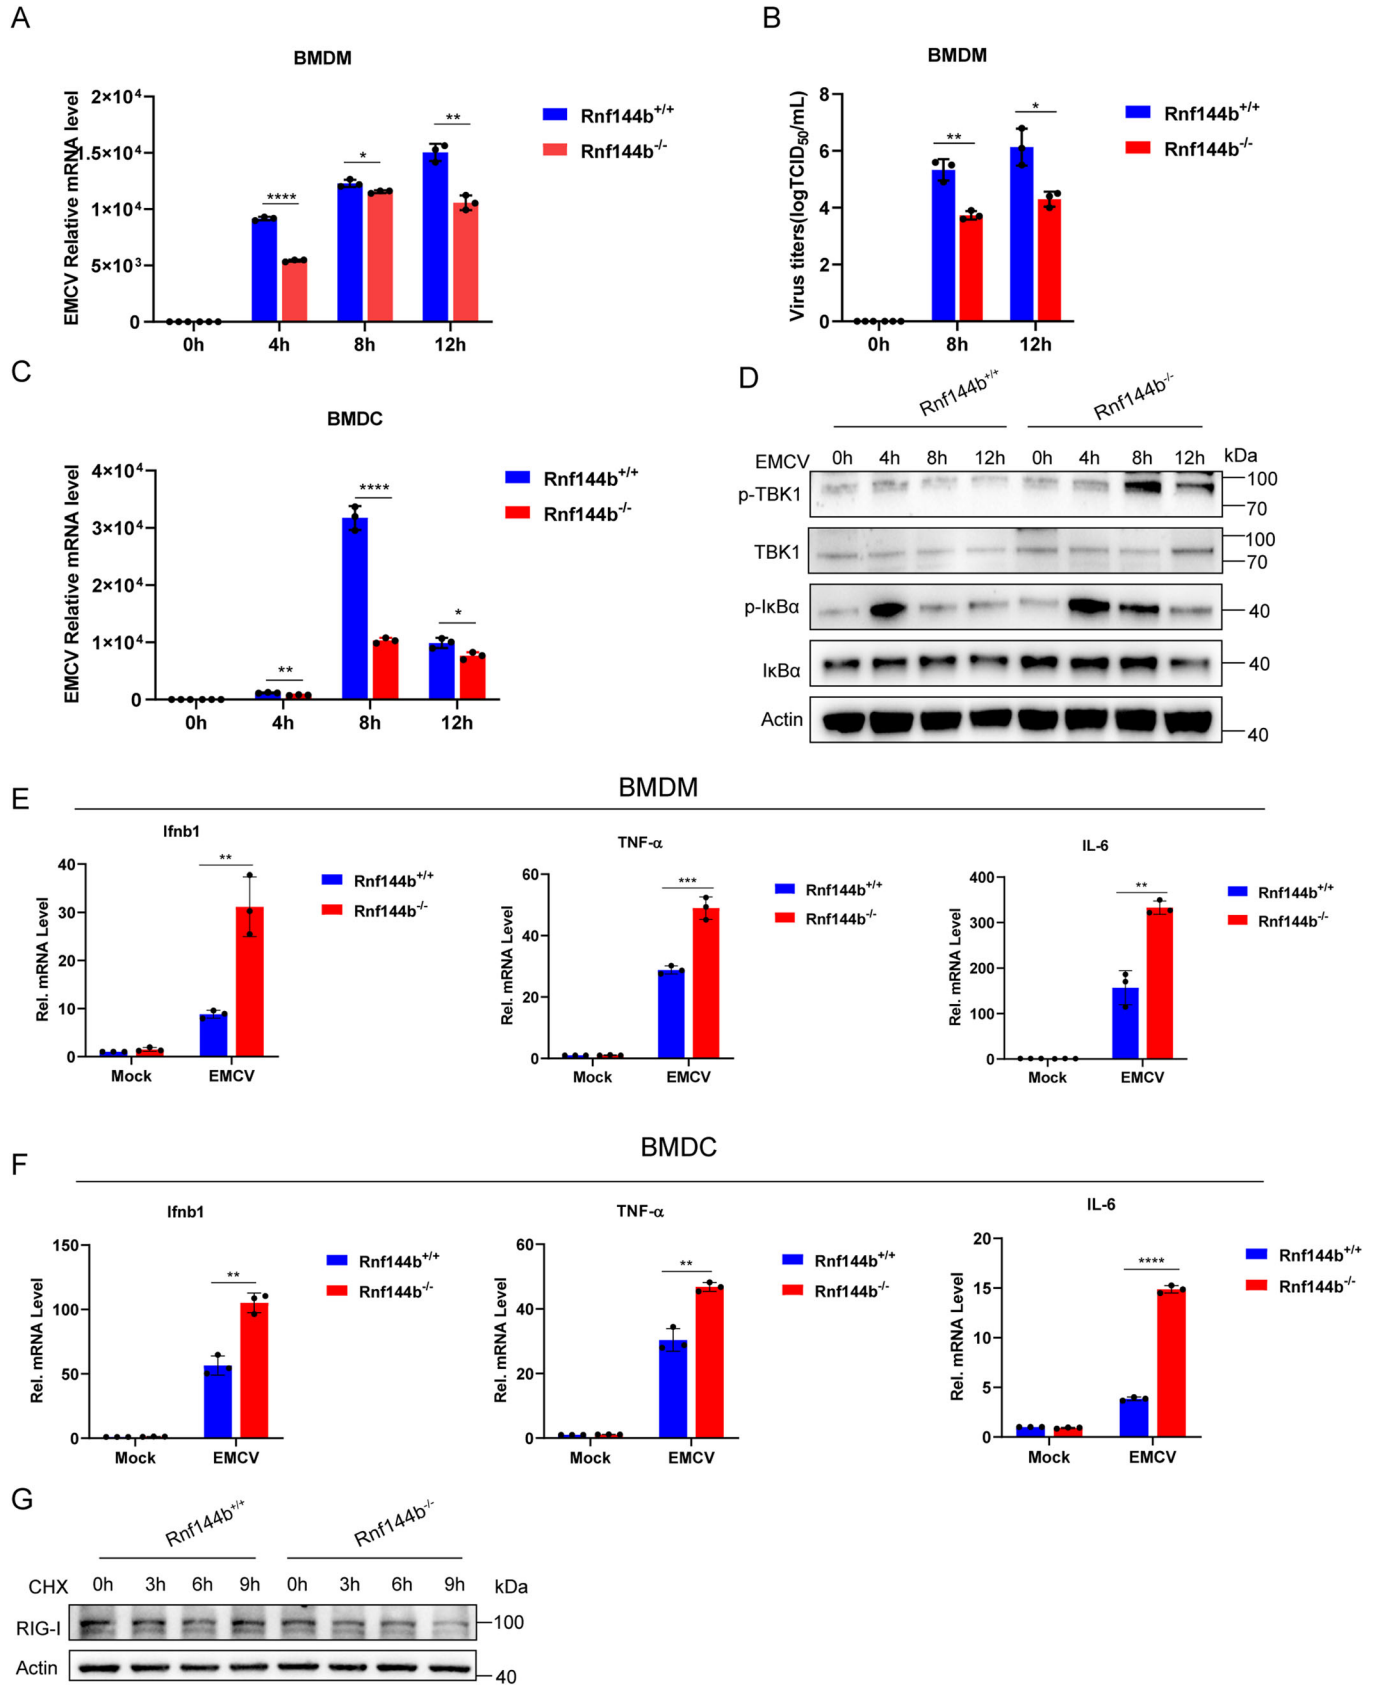 A
BMDM
EMCV Relative mRNA level
2×10⁴
1.5×10⁴
1×10⁴
5×10³
0
****
*
**
0h 4h 8h 12h
Rnf144b+/+
Rnf144b-/-
B
BMDM
Virus titers(logTCID50/mL)
8
6
4
2
0
**
*
0h 8h 12h
Rnf144b+/+
Rnf144b-/-
C
BMDC
EMCV Relative mRNA level
4×10⁴
3×10⁴
2×10⁴
1×10⁴
0
**
****
*
0h 4h 8h 12h
Rnf144b+/+
Rnf144b-/-
D
Rnf144b+/+ Rnf144b-/-
EMCV 0h 4h 8h 12h 0h 4h 8h 12h kDa
p-TBK1 100
70
TBK1 100
70
p-IκBα 40
IκBα 40
Actin 40
E
BMDM
Ifnb1
Rel. mRNA Level
40
30
20
10
0
**
Mock EMCV
Rnf144b+/+
Rnf144b-/-
TNF-α
Rel. mRNA Level
60
40
20
0
***
Mock EMCV
Rnf144b+/+
Rnf144b-/-
IL-6
Rel. mRNA Level
400
300
200
100
0
**
Mock EMCV
Rnf144b+/+
Rnf144b-/-
F
BMDC
Ifnb1
Rel. mRNA Level
150
100
50
0
**
Mock EMCV
Rnf144b+/+
Rnf144b-/-
TNF-α
Rel. mRNA Level
60
40
20
0
**
Mock EMCV
Rnf144b+/+
Rnf144b-/-
IL-6
Rel. mRNA Level
20
15
10
5
0
****
Mock EMCV
Rnf144b+/+
Rnf144b-/-
G
Rnf144b+/+ Rnf144b-/-
CHX 0h 3h 6h 9h 0h 3h 6h 9h kDa
RIG-I 100
Actin 40